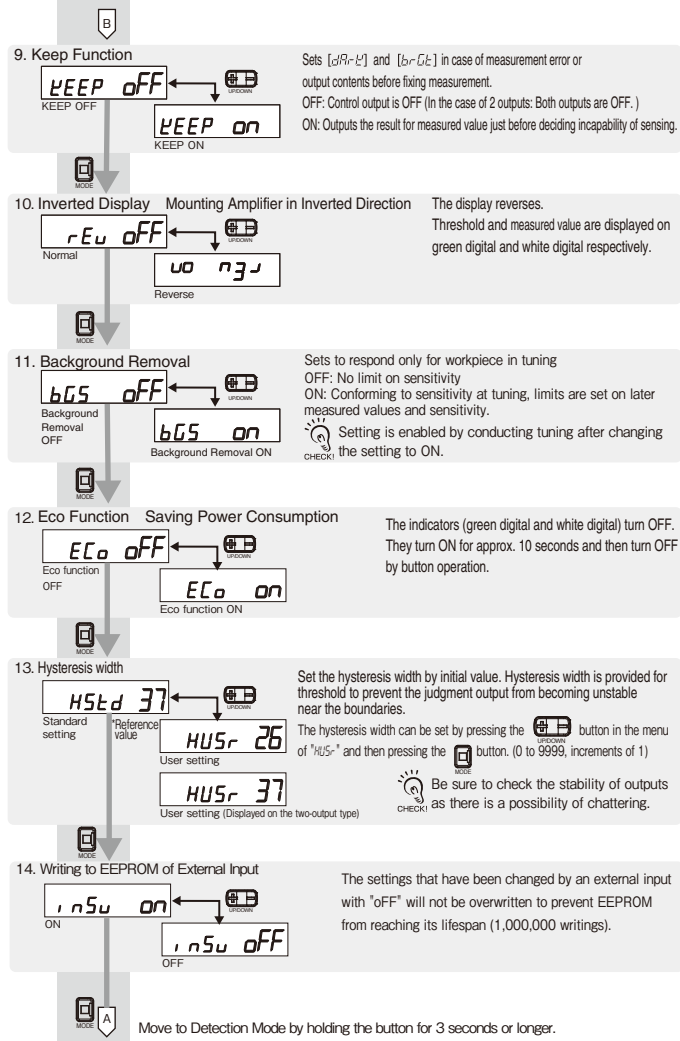 B
9. Keep Function
KEEP oFF
KEEP OFF
UP/DOWN
KEEP on
KEEP ON
Sets [dArK] and [brGt] in case of measurement error or
output contents before fixing measurement.
OFF: Control output is OFF (In the case of 2 outputs: Both outputs are OFF. )
ON: Outputs the result for measured value just before deciding incapability of sensing.
MODE
10. Inverted Display Mounting Amplifier in Inverted Direction
rEv oFF
Normal
UP/DOWN
rEv on
Reverse
The display reverses.
Threshold and measured value are displayed on
green digital and white digital respectively.
MODE
11. Background Removal
bGS oFF
Background
Removal
OFF
UP/DOWN
bGS on
Background Removal ON
Sets to respond only for workpiece in tuning
OFF: No limit on sensitivity
ON: Conforming to sensitivity at tuning, limits are set on later
measured values and sensitivity.
CHECK! Setting is enabled by conducting tuning after changing
the setting to ON.
MODE
12. Eco Function Saving Power Consumption
ECo oFF
Eco function
OFF
UP/DOWN
ECo on
Eco function ON
The indicators (green digital and white digital) turn OFF.
They turn ON for approx. 10 seconds and then turn OFF
by button operation.
MODE
13. Hysteresis width
HStd 37
Standard
setting
*Reference
value
UP/DOWN
HUSr 26
User setting
HUSr 37
User setting (Displayed on the two-output type)
Set the hysteresis width by initial value. Hysteresis width is provided for
threshold to prevent the judgment output from becoming unstable
near the boundaries.
The hysteresis width can be set by pressing the UP/DOWN button in the menu
of "HUSr" and then pressing the MODE button. (0 to 9999, increments of 1)
CHECK! Be sure to check the stability of outputs
as there is a possibility of chattering.
MODE
14. Writing to EEPROM of External Input
inSv on
ON
UP/DOWN
inSv oFF
OFF
The settings that have been changed by an external input
with "oFF" will not be overwritten to prevent EEPROM
from reaching its lifespan (1,000,000 writings).
MODE
A
Move to Detection Mode by holding the button for 3 seconds or longer.